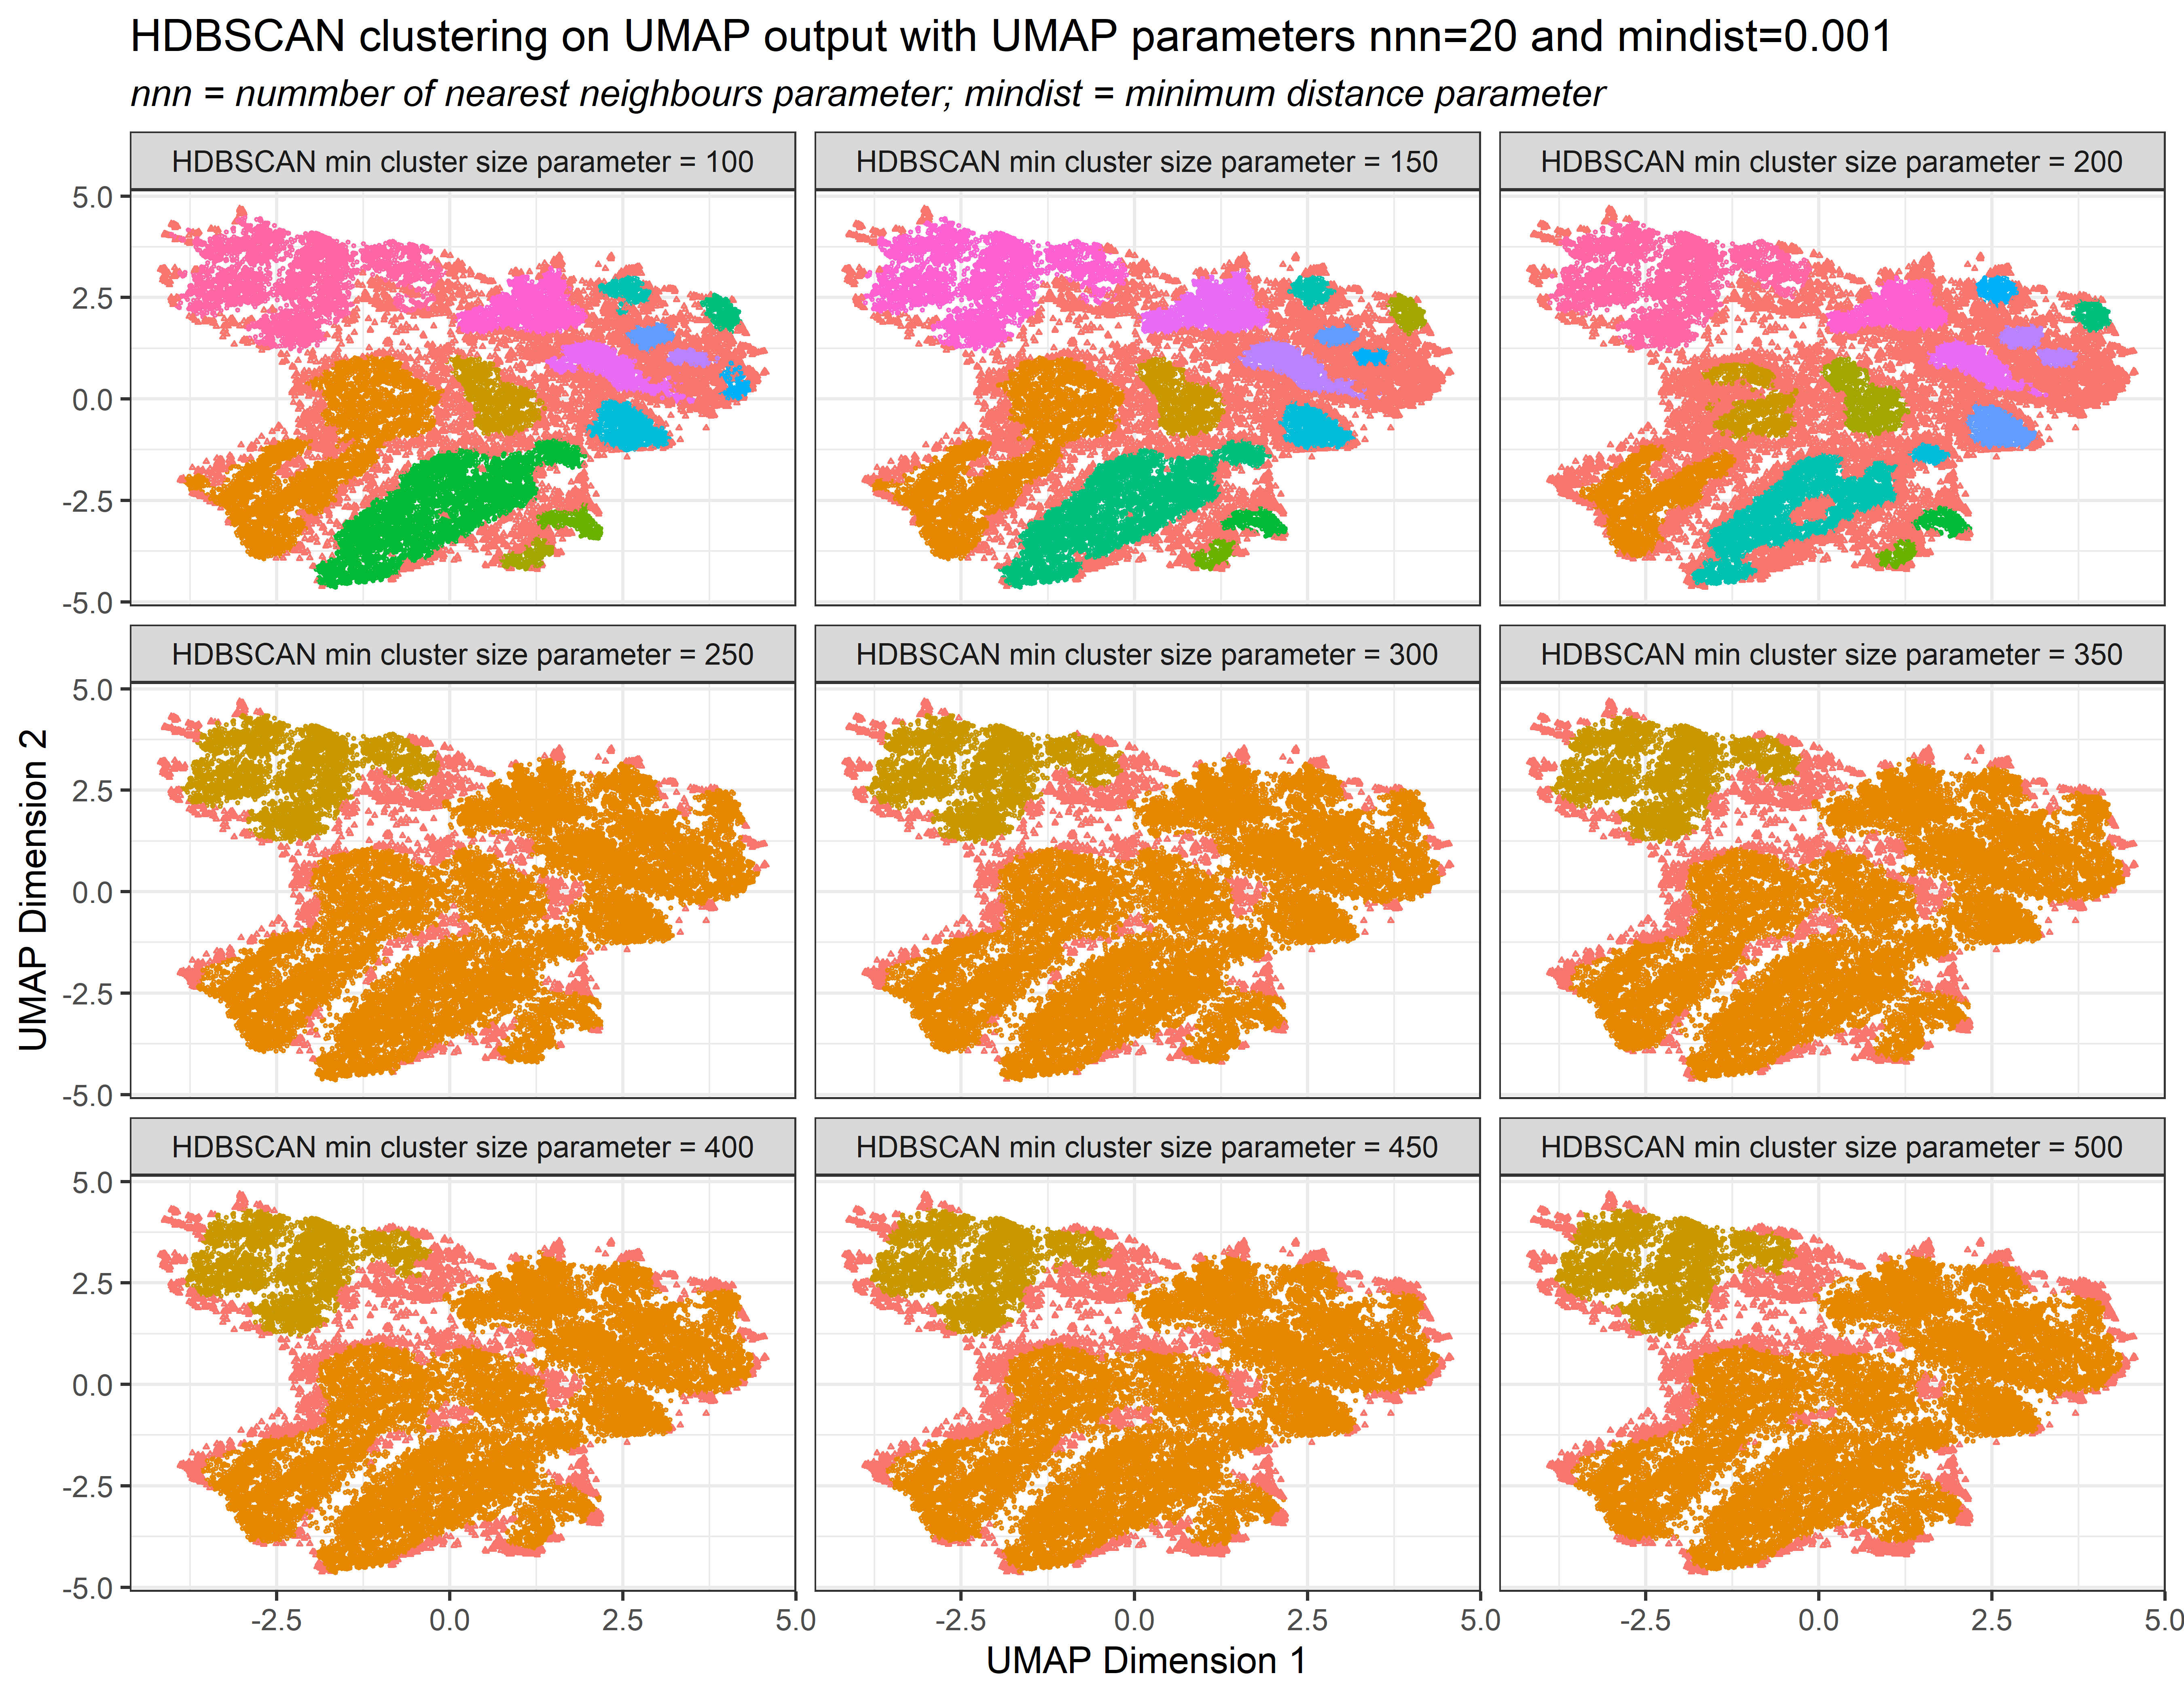 HDBSCAN clustering on UMAP output with UMAP parameters nnn=20 and mindist=0.001
nnn = nummber of nearest neighbours parameter; mindist = minimum distance parameter
HDBSCAN min cluster size parameter = 100
HDBSCAN min cluster size parameter = 150
HDBSCAN min cluster size parameter = 200
5.0
2.5
0.0
-2.5
-5.0
HDBSCAN min cluster size parameter = 250
HDBSCAN min cluster size parameter = 300
HDBSCAN min cluster size parameter = 350
5.0
2.5
0.0
-2.5
-5.0
UMAP Dimension 2
HDBSCAN min cluster size parameter = 400
HDBSCAN min cluster size parameter = 450
HDBSCAN min cluster size parameter = 500
5.0
2.5
0.0
-2.5
-5.0
-2.5 0.0 2.5 5.0
-2.5 0.0 2.5 5.0
-2.5 0.0 2.5 5.0
UMAP Dimension 1